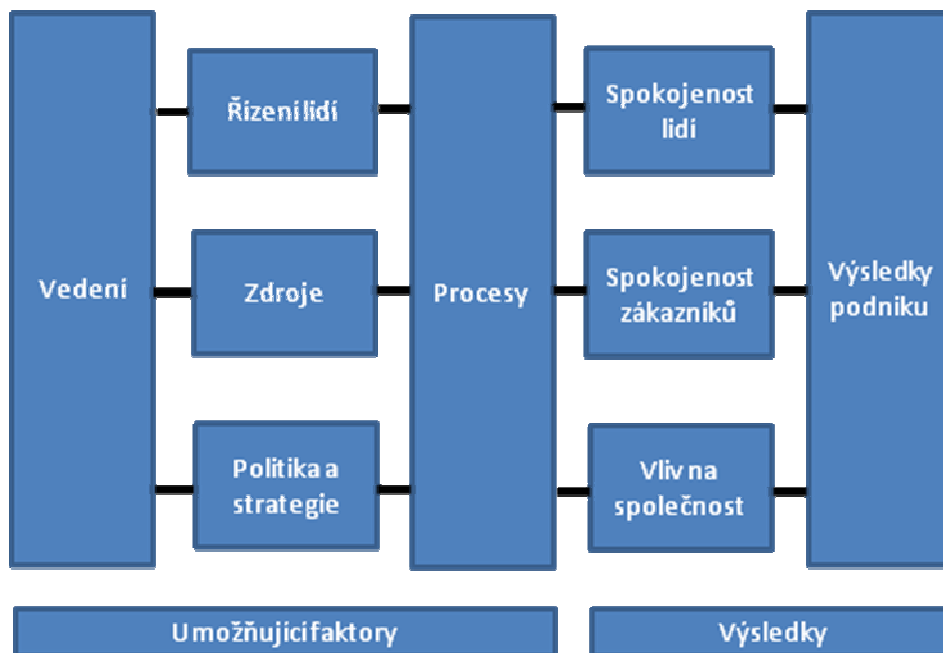 Vedení
Řízení lidí
Zdroje
Politika a
strategie
Procesy
Spokojenost
lidí
Spokojenost
zákazníků
Vliv na
společnost
Výsledky
podniku
Umožňující faktory
Výsledky